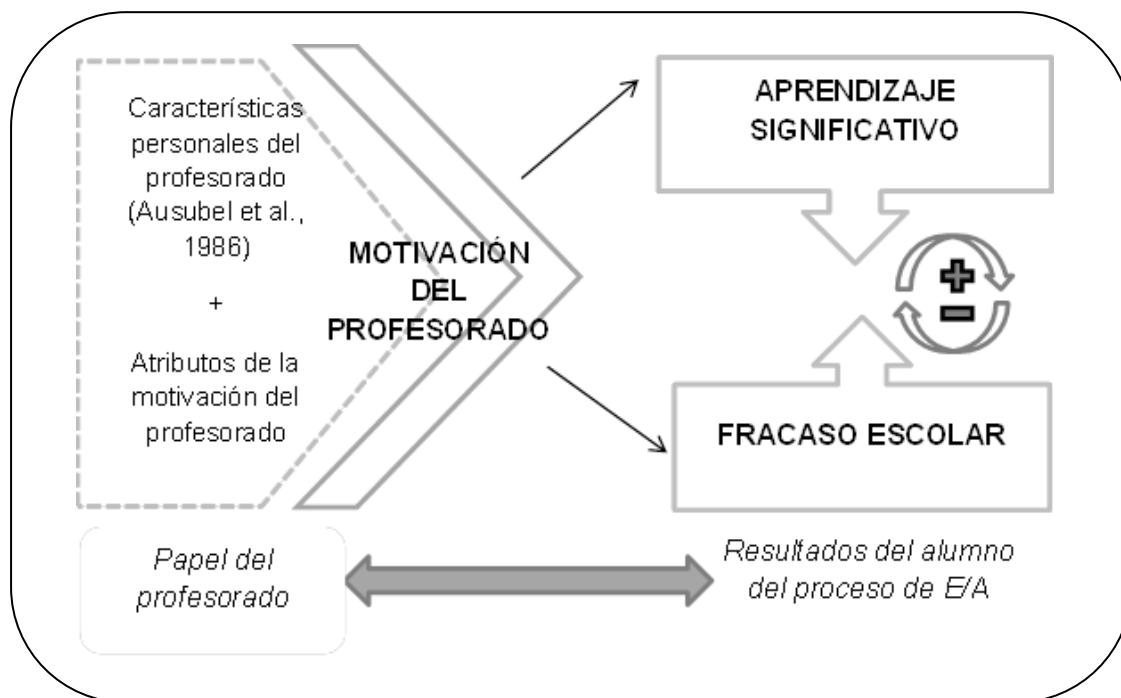 Característícas
personales del
profesorado
(Ausubel et al.,
1986)
+
Atributos de la
motivación del
profesorado
MOTIVACIÓN
DEL
PROFESORADO
APRENDIZAJE
SIGNIFICATIVO
+
−
FRACASO ESCOLAR
Papel del
profesorado
Resultados del alumno
del proceso de E/A